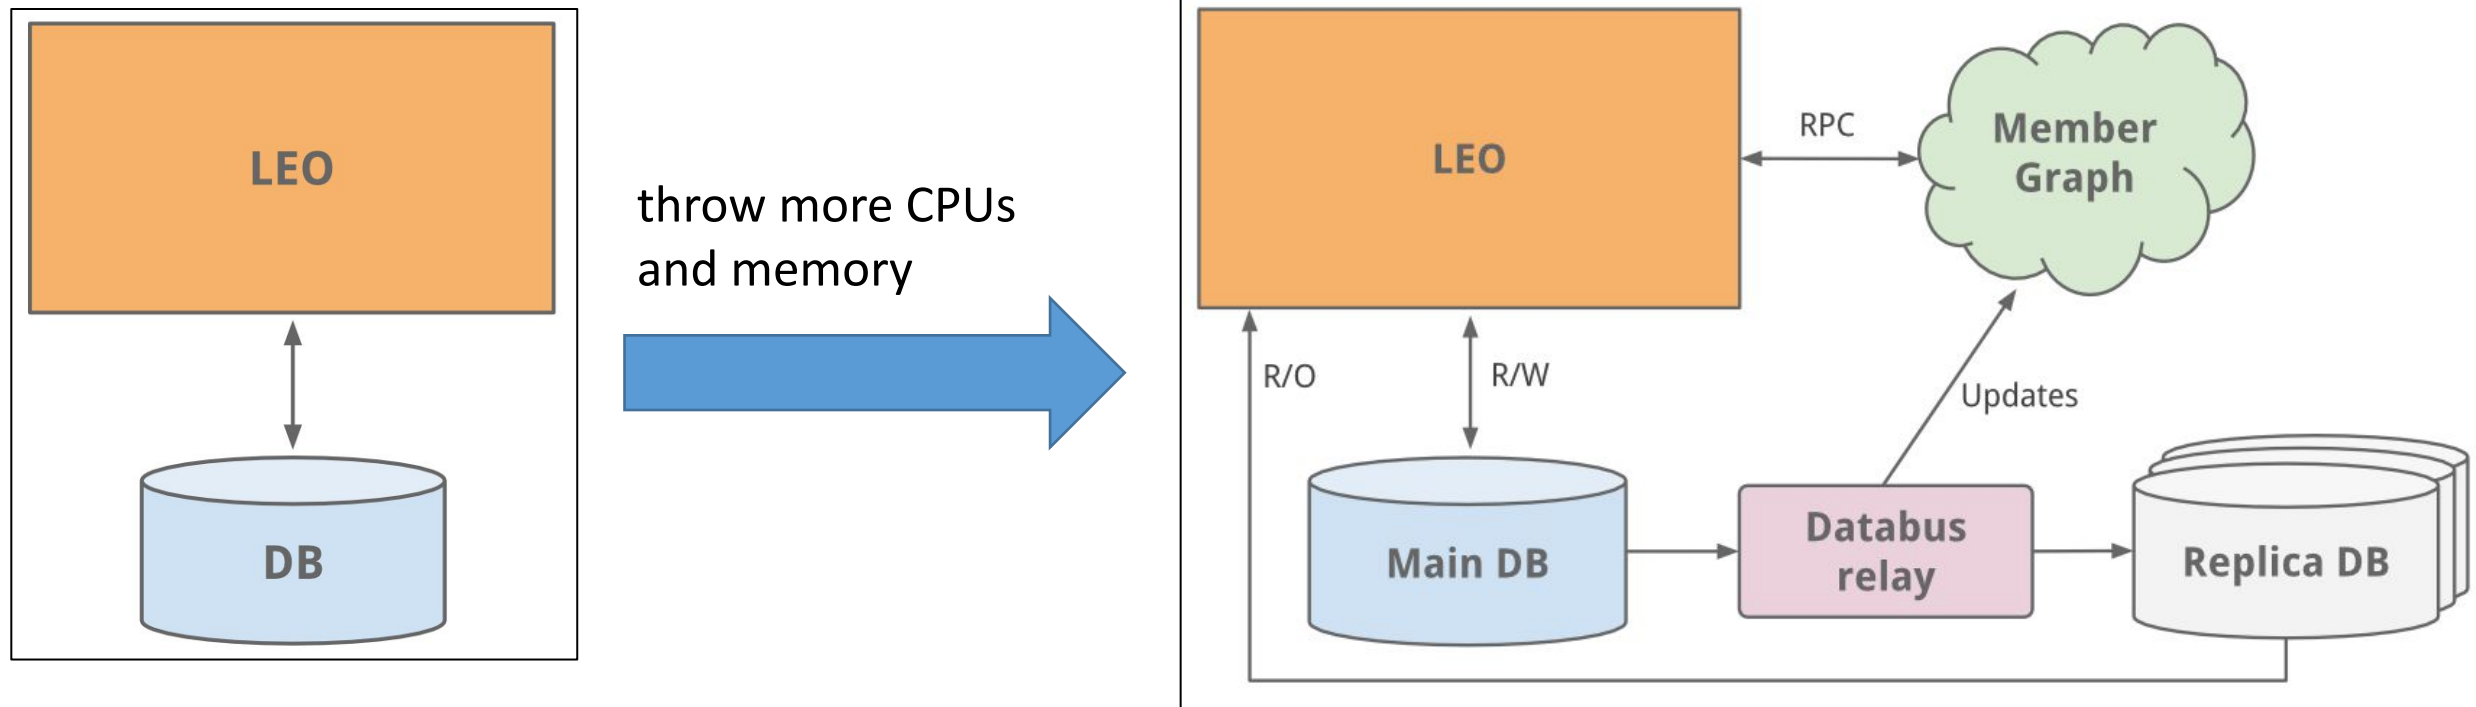 LEO
DB
throw more CPUs
and memory
LEO
RPC
Member
Graph
R/O
R/W
Updates
Main DB
Databus
relay
Replica DB